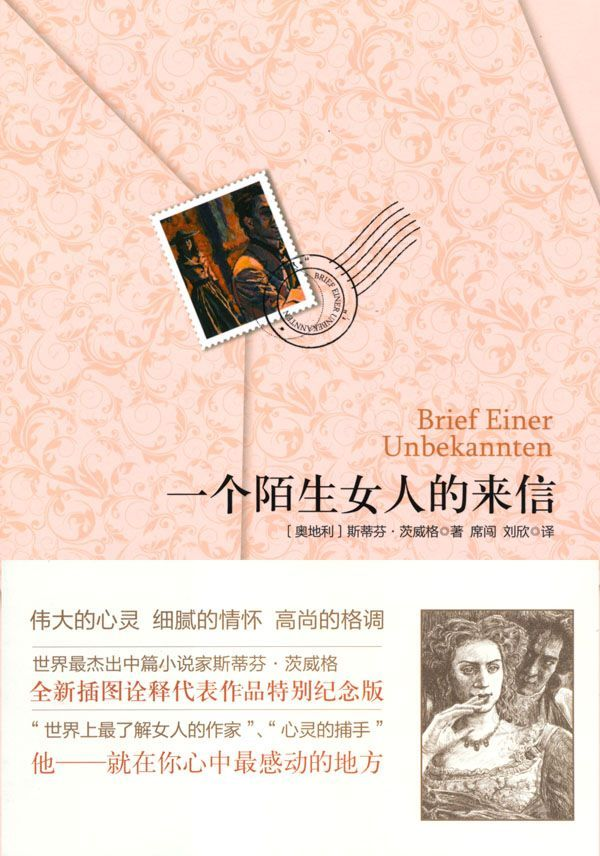 BRIEF EINER UNBEKANNTEN
Brief Einer
Unbekannten
一个陌生女人的来信
［奥地利］斯蒂芬·茨威格◎著 席闯 刘欣◎译
伟大的心灵 细腻的情怀 高尚的格调
世界最杰出中篇小说家斯蒂芬·茨威格
全新插图诠释代表作品特别纪念版
“世界上最了解女人的作家”、“心灵的捕手”
他——就在你心中最感动的地方